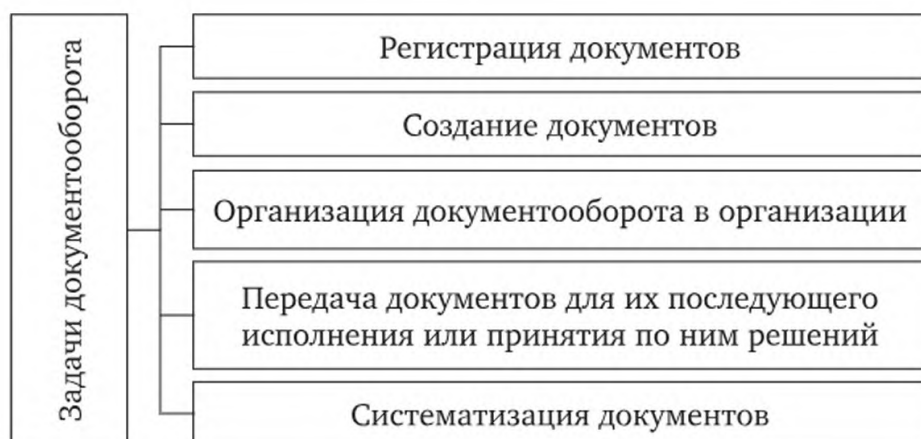 Задачи документооборота
Регистрация документов
Создание документов
Организация документооборота в организации
Передача документов для их последующего
исполнения или принятия по ним решений
Систематизация документов